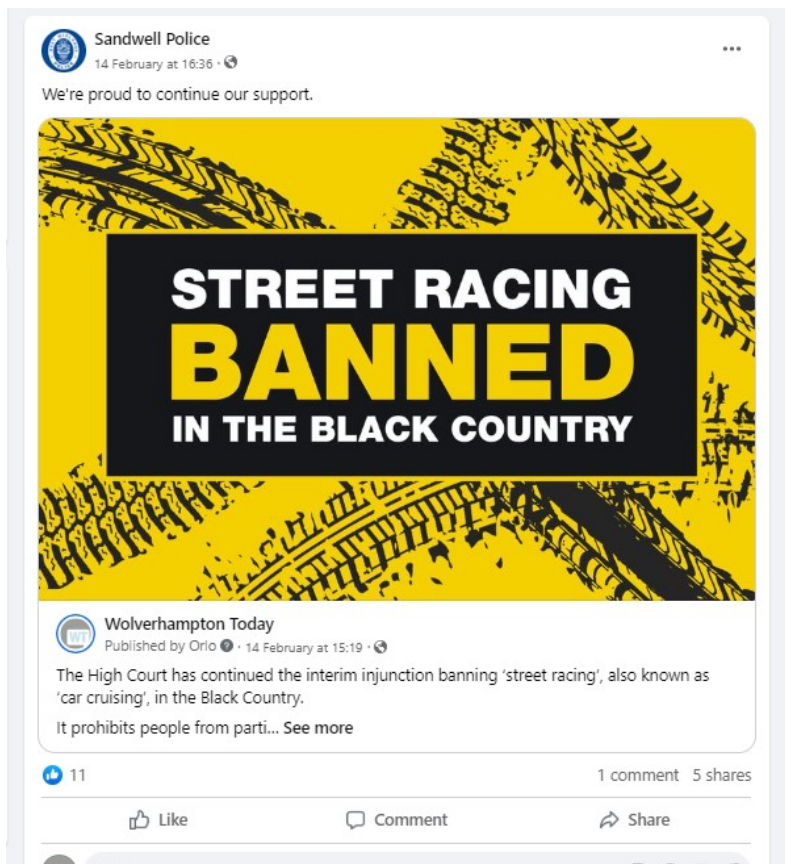 Sandwell Police
14 February at 16:36 ·
We're proud to continue our support.
STREET RACING
BANNED
IN THE BLACK COUNTRY
WT
Wolverhampton Today
Published by Orlo · 14 February at 15:19 ·
The High Court has continued the interim injunction banning 'street racing', also known as
'car cruising', in the Black Country.
It prohibits people from parti... See more
11
1 comment 5 shares
Like
Comment
Share